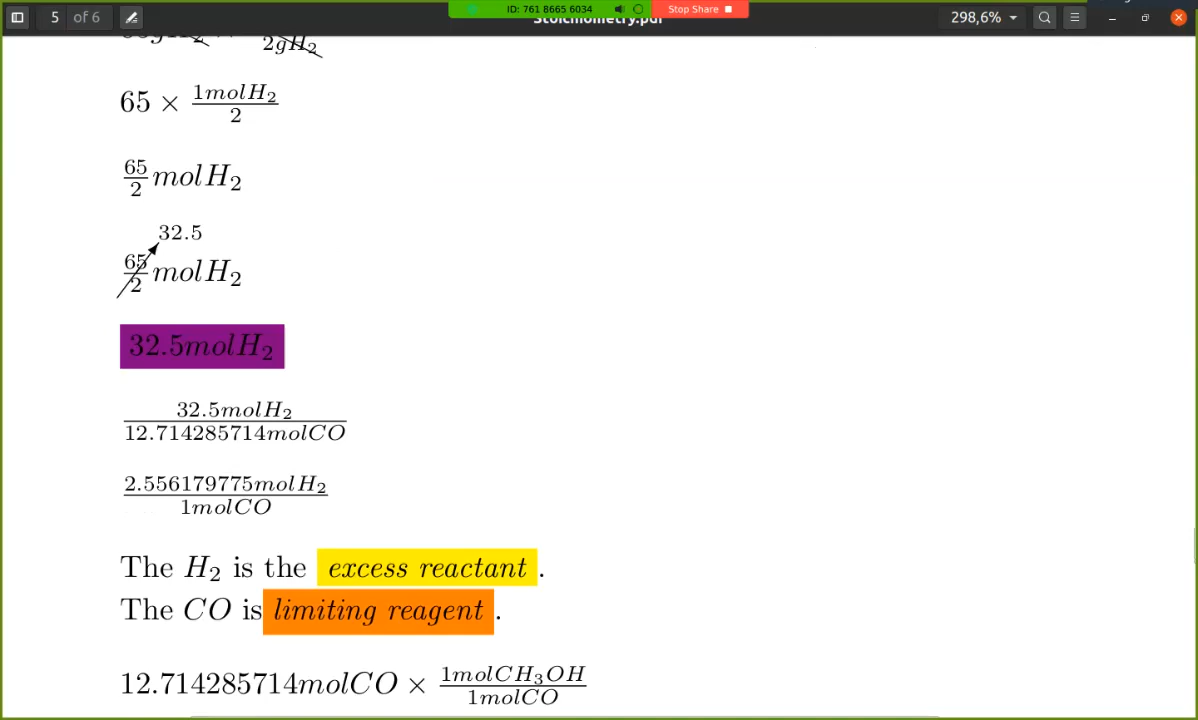 5 of 6
ID: 761 8665 6034 Stop Share
Stoichiometry.pdf
298,6%
2gH₂
65 × 1molH₂/2
65/2 molH₂
32.5
65/2 molH₂
32.5molH₂
32.5molH₂/12.714285714molCO
2.556179775molH₂/1molCO
The H₂ is the excess reactant.
The CO is limiting reagent.
12.714285714molCO × 1molCH₃OH/1molCO